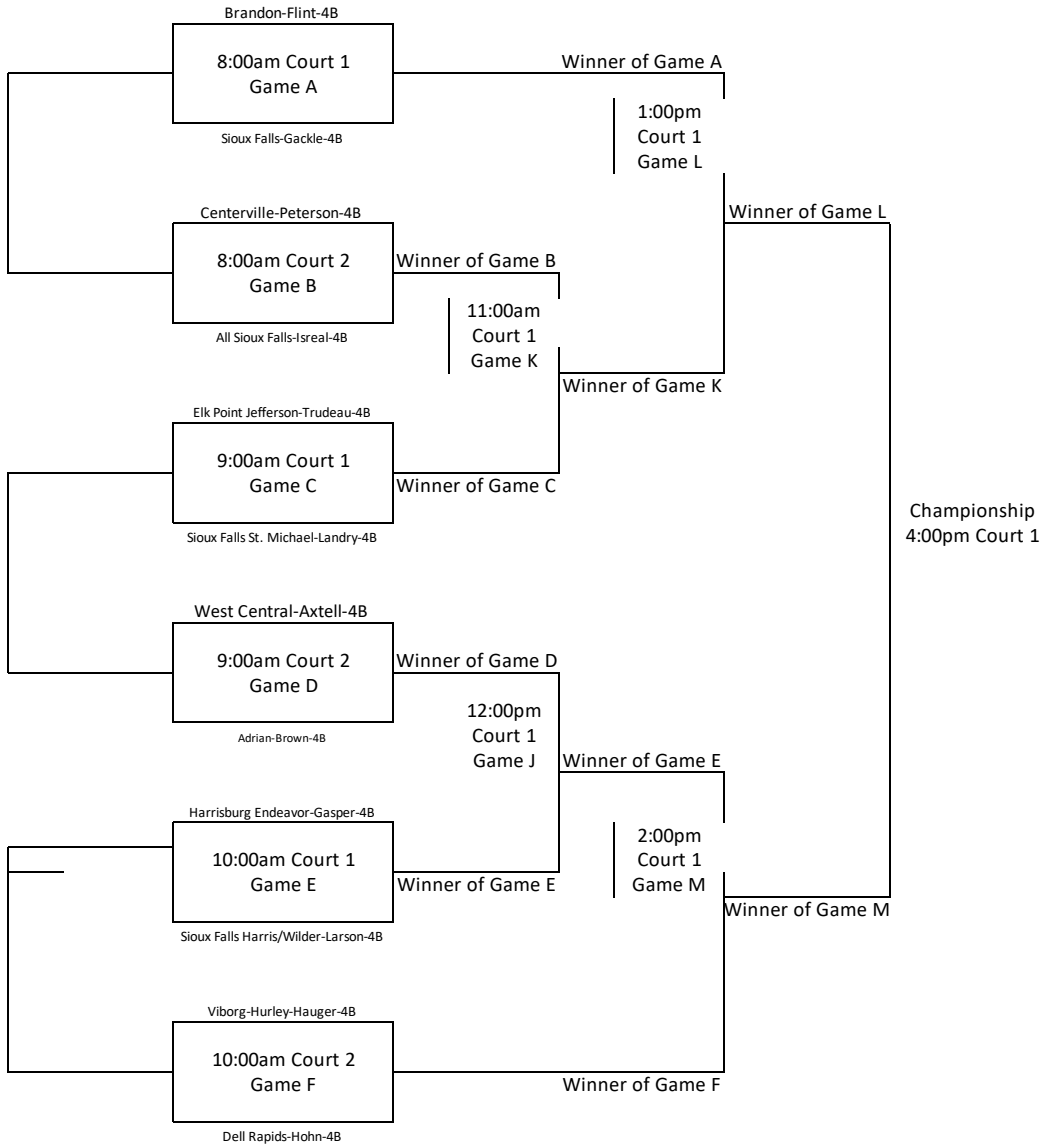 Brandon-Flint-4B
8:00am Court 1
Game A
Sioux Falls-Gackle-4B
Winner of Game A
1:00pm
Court 1
Game L
Centerville-Peterson-4B
8:00am Court 2
Game B
All Sioux Falls-Isreal-4B
Winner of Game B
11:00am
Court 1
Game K
Winner of Game L
Winner of Game K
Elk Point Jefferson-Trudeau-4B
9:00am Court 1
Game C
Sioux Falls St. Michael-Landry-4B
Winner of Game C
Championship
4:00pm Court 1
West Central-Axtell-4B
9:00am Court 2
Game D
Adrian-Brown-4B
Winner of Game D
12:00pm
Court 1
Game J
Winner of Game E
Harrisburg Endeavor-Gasper-4B
10:00am Court 1
Game E
Sioux Falls Harris/Wilder-Larson-4B
Winner of Game E
2:00pm
Court 1
Game M
Winner of Game M
Viborg-Hurley-Hauger-4B
10:00am Court 2
Game F
Dell Rapids-Hohn-4B
Winner of Game F